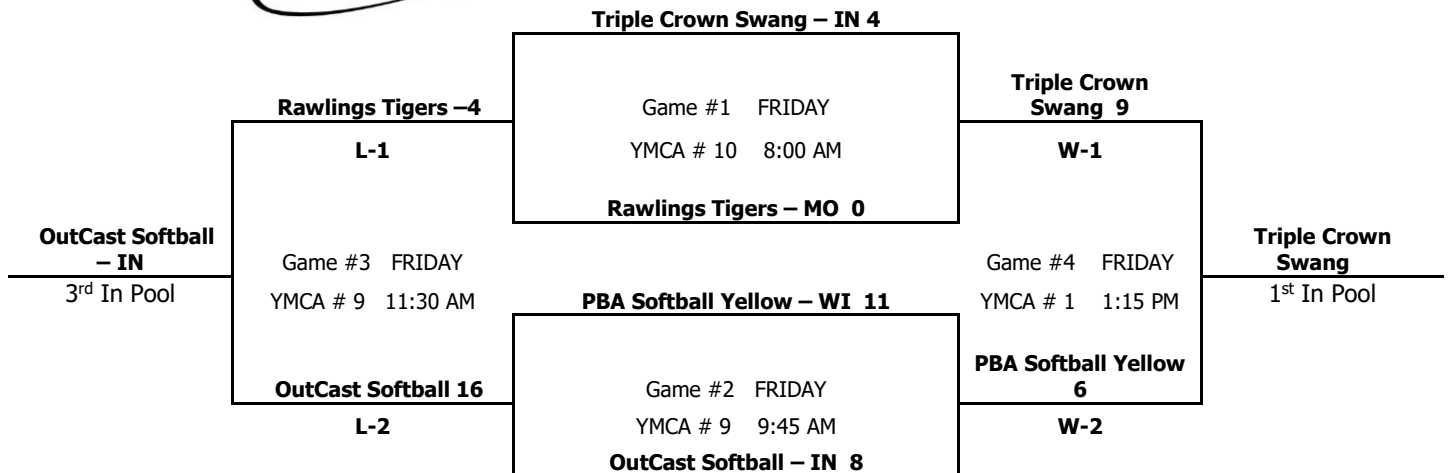 Triple Crown Swang – IN 4
Rawlings Tigers –4
Game #1 FRIDAY
Triple Crown
Swang 9
L-1
YMCA # 10 8:00 AM
W-1
Rawlings Tigers – MO 0
OutCast Softball
– IN
3rd In Pool
Game #3 FRIDAY
YMCA # 9 11:30 AM
PBA Softball Yellow – WI 11
Game #4 FRIDAY
YMCA # 1 1:15 PM
Triple Crown
Swang
1st In Pool
OutCast Softball 16
L-2
Game #2 FRIDAY
YMCA # 9 9:45 AM
PBA Softball Yellow
6
W-2
OutCast Softball – IN 8